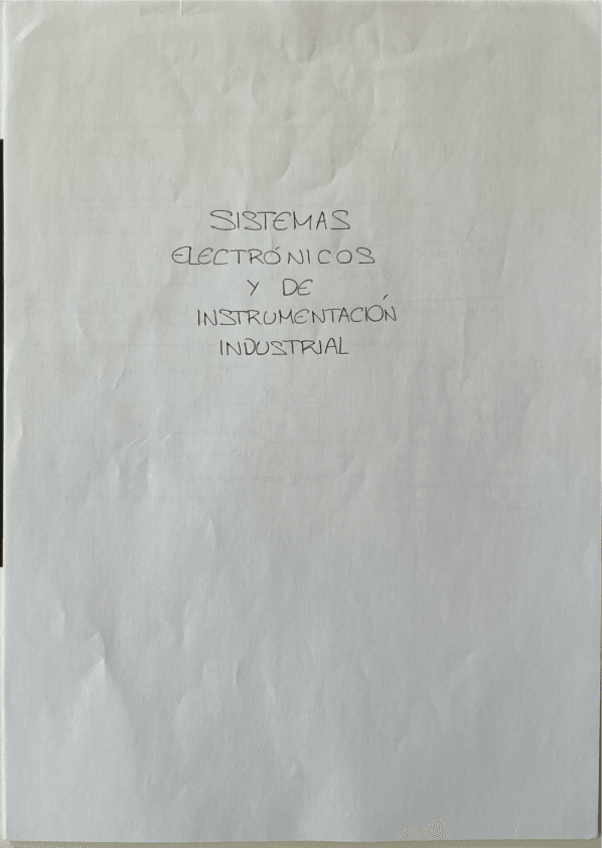 SISTEMAS
ELECTRÓNICOS
Y DE
INSTRUMENTACIÓN
INDUSTRIAL